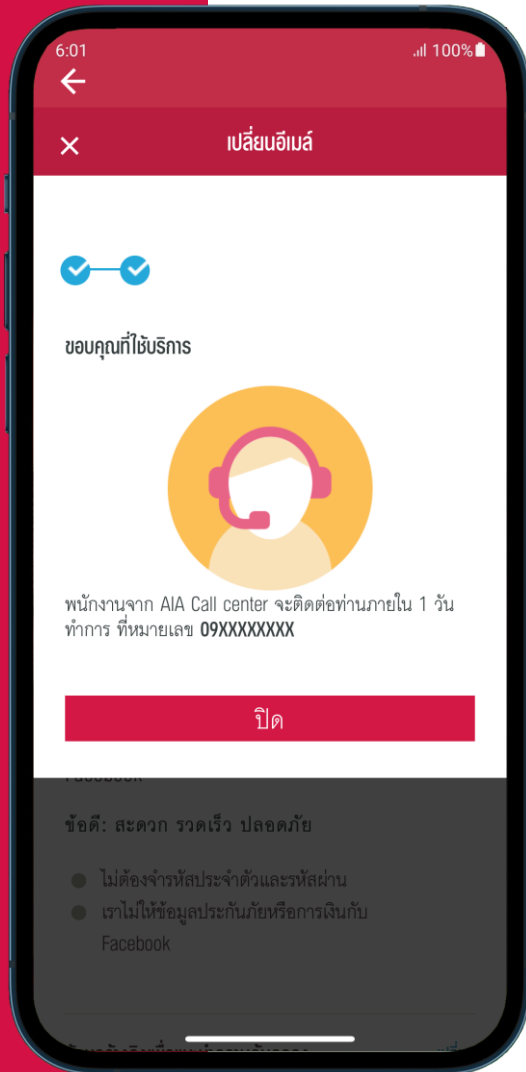 6:01 100%
เปลี่ยนอีเมล์
ขอบคุณที่ใช้บริการ
พนักงานจาก AIA Call center จะติดต่อท่านภายใน 1 วัน
ทำการ ที่หมายเลข 09XXXXXXXX
ปิด
Facebook
ข้อดี: สะดวก รวดเร็ว ปลอดภัย
ไม่ต้องจำรหัสประจำตัวและรหัสผ่าน
เราไม่ให้ข้อมูลประกันภัยหรือการเงินกับ
Facebook